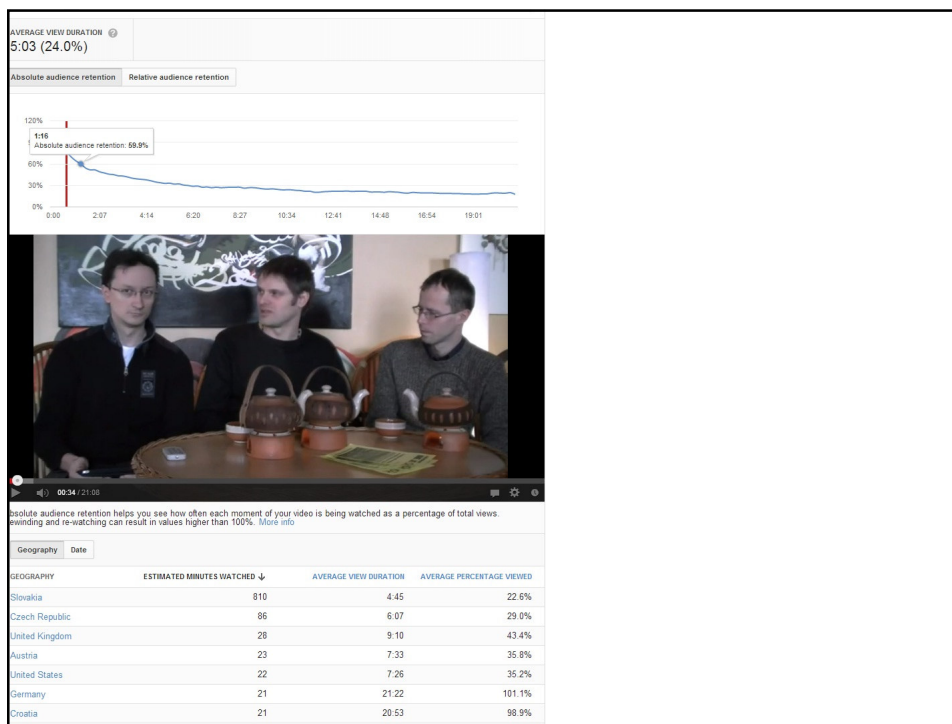 AVERAGE VIEW DURATION ?
5:03 (24.0%)
Absolute audience retention Relative audience retention
120%
1:16
Absolute audience retention: 59.9%
60%
30%
0%
0:00 2:07 4:14 6:20 8:27 10:34 12:41 14:48 16:54 19:01
00:34 / 21:08
bsolute audience retention helps you see how often each moment of your video is being watched as a percentage of total views.
ewinding and re-watching can result in values higher than 100%. More info
Geography Date
GEOGRAPHY ESTIMATED MINUTES WATCHED AVERAGE VIEW DURATION AVERAGE PERCENTAGE VIEWED
Slovakia 810 4:45 22.6%
Czech Republic 86 6:07 29.0%
United Kingdom 28 9:10 43.4%
Austria 23 7:33 35.8%
United States 22 7:26 35.2%
Germany 21 21:22 101.1%
Croatia 21 20:53 98.9%